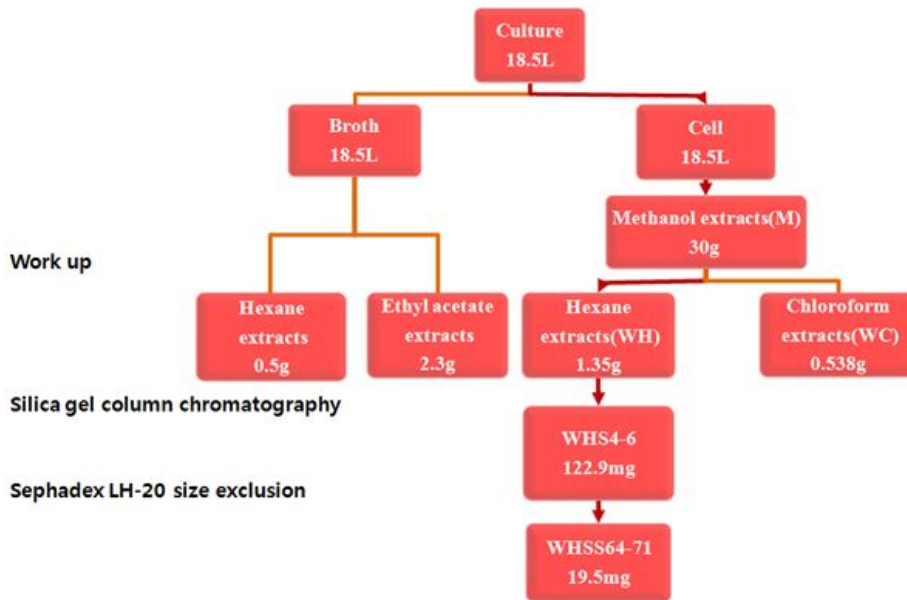 Culture
18.5L
Broth
18.5L
Cell
18.5L
Methanol extracts(M)
30g
Work up
Hexane
extracts
0.5g
Ethyl acetate
extracts
2.3g
Hexane
extracts(WH)
1.35g
Chloroform
extracts(WC)
0.538g
Silica gel column chromatography
WHS4-6
122.9mg
Sephadex LH-20 size exclusion
WHSS64-71
19.5mg